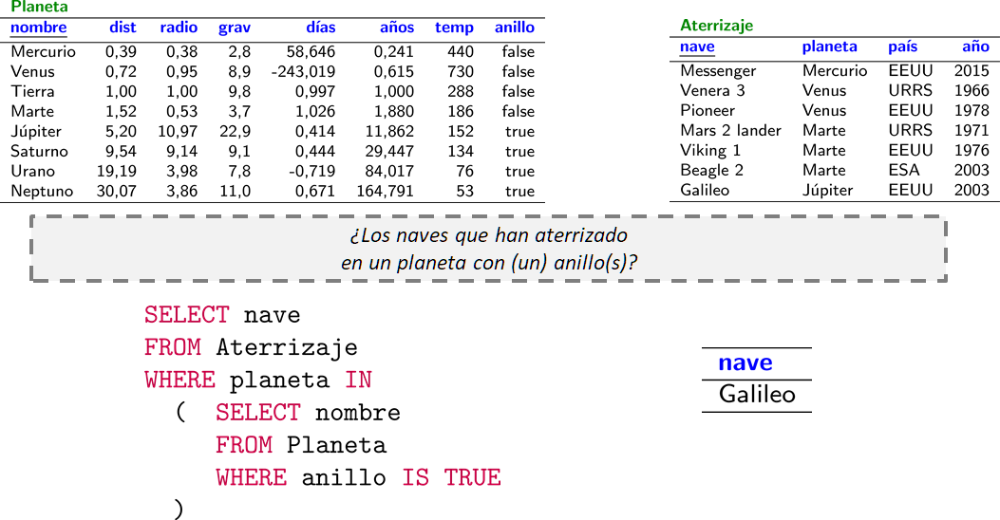 Planeta
nombre dist radio grav días años temp anillo
Mercurio 0,39 0,38 2,8 58,646 0,241 440 false
Venus 0,72 0,95 8,9 -243,019 0,615 730 false
Tierra 1,00 1,00 9,8 0,997 1,000 288 false
Marte 1,52 0,53 3,7 1,026 1,880 186 false
Júpiter 5,20 10,97 22,9 0,414 11,862 152 true
Saturno 9,54 9,14 9,1 0,444 29,447 134 true
Urano 19,19 3,98 7,8 -0,719 84,017 76 true
Neptuno 30,07 3,86 11,0 0,671 164,791 53 true
Aterrizaje
nave planeta país año
Messenger Mercurio EEUU 2015
Venera 3 Venus URRS 1966
Pioneer Venus EEUU 1978
Mars 2 lander Marte URRS 1971
Viking 1 Marte EEUU 1976
Beagle 2 Marte ESA 2003
Galileo Júpiter EEUU 2003
¿Los naves que han aterrizado
en un planeta con (un) anillo(s)?
SELECT nave
FROM Aterrizaje
WHERE planeta IN
( SELECT nombre
FROM Planeta
WHERE anillo IS TRUE
)
nave
Galileo